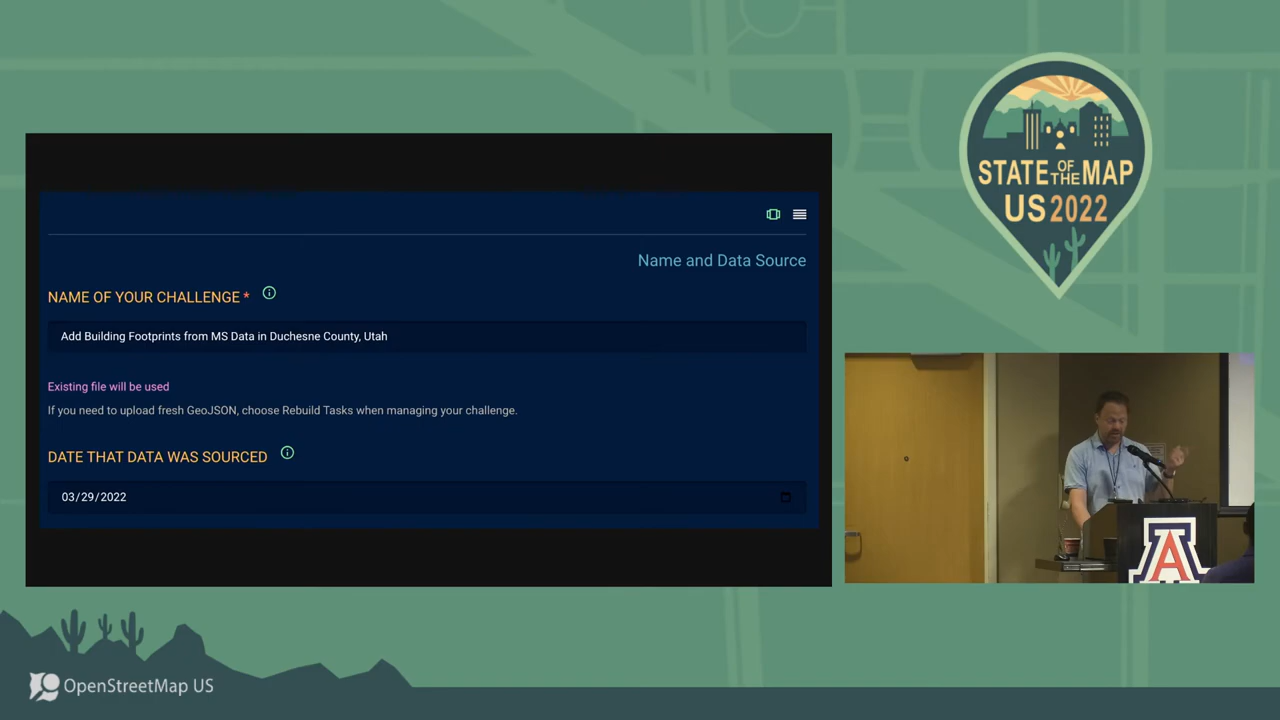 Name and Data Source
NAME OF YOUR CHALLENGE *
Add Building Footprints from MS Data in Duchesne County, Utah
Existing file will be used
If you need to upload fresh GeoJSON, choose Rebuild Tasks when managing your challenge.
DATE THAT DATA WAS SOURCED
03/29/2022
STATE OF THE MAP
US 2022
A
OpenStreetMap US